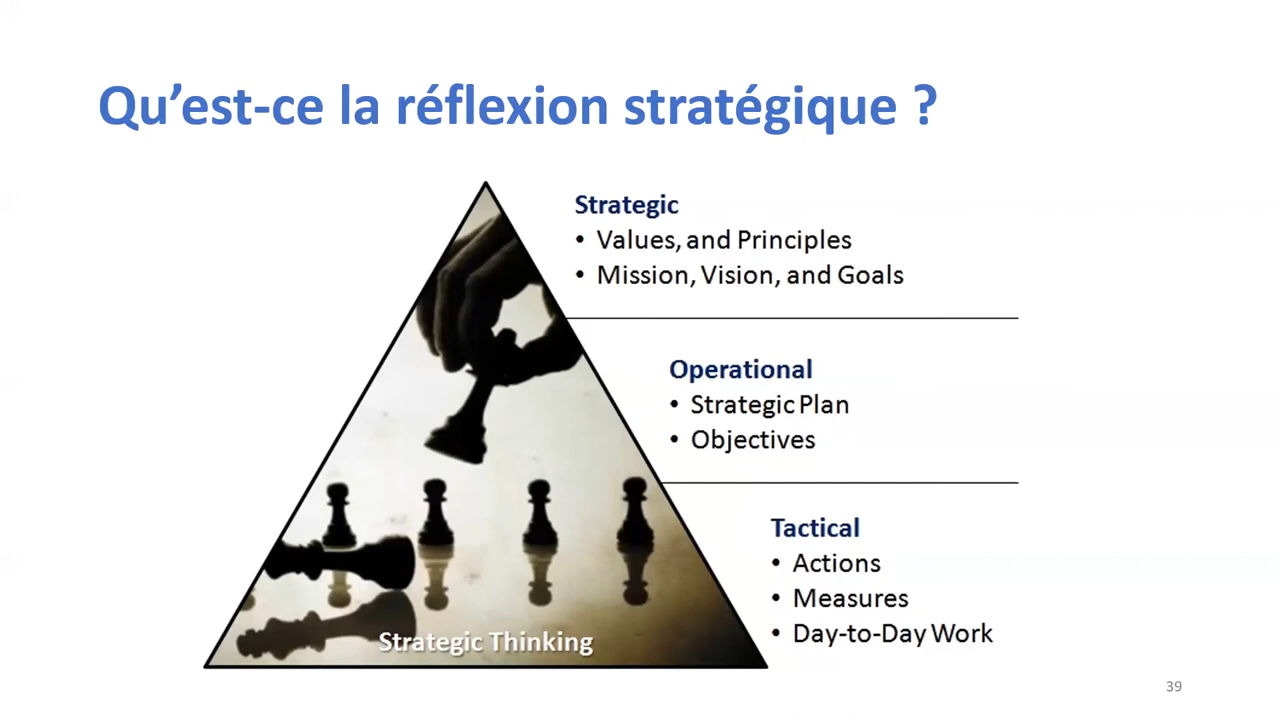 Qu’est-ce la réflexion stratégique ?
Strategic
• Values, and Principles
• Mission, Vision, and Goals
Operational
• Strategic Plan
• Objectives
Tactical
• Actions
• Measures
• Day-to-Day Work
Strategic Thinking
39